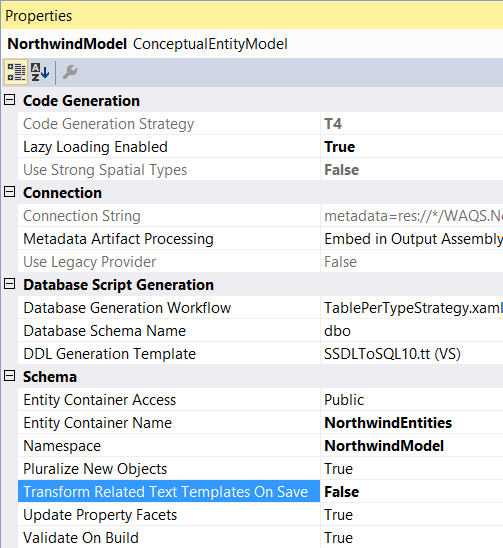 Properties
NorthwindModel ConceptualEntityModel
Code Generation
Code Generation Strategy T4
Lazy Loading Enabled True
Use Strong Spatial Types False
Connection
Connection String metadata=res://*/WAQS.No
Metadata Artifact Processing Embed in Output Assembly
Use Legacy Provider False
Database Script Generation
Database Generation Workflow TablePerTypeStrategy.xaml
Database Schema Name dbo
DDL Generation Template SSDLToSQL10.tt (VS)
Schema
Entity Container Access Public
Entity Container Name NorthwindEntities
Namespace NorthwindModel
Pluralize New Objects True
Transform Related Text Templates On Save False
Update Property Facets True
Validate On Build True